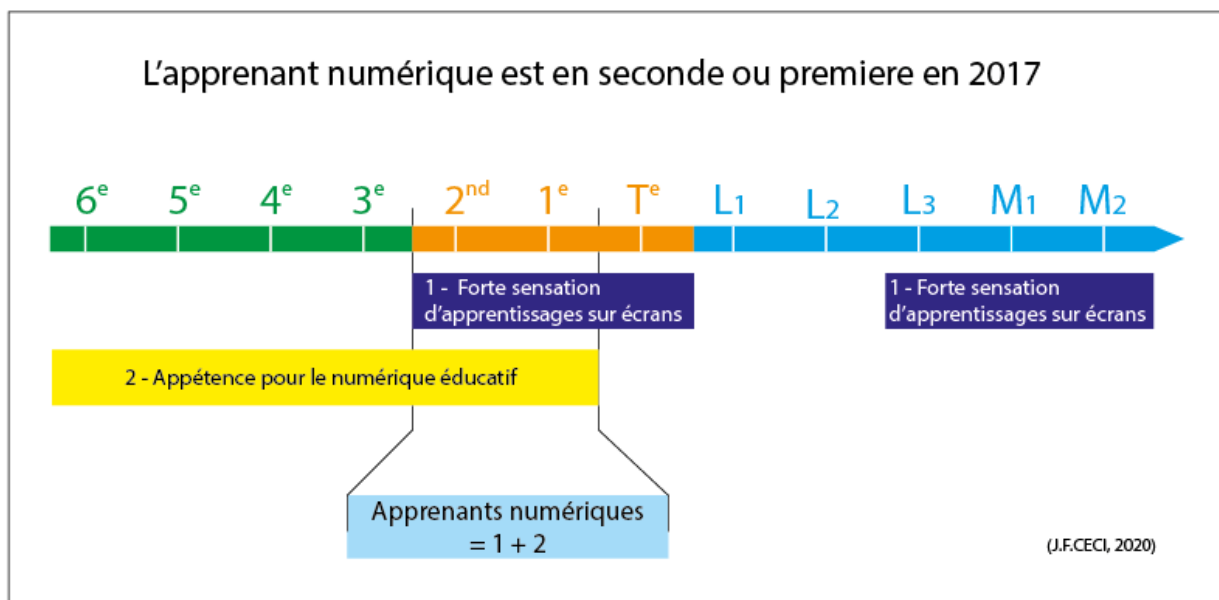 L'apprenant numérique est en seconde ou premiere en 2017
6e 5e 4e 3e 2nd 1e Te L1 L2 L3 M1 M2
1 - Forte sensation
d'apprentissages sur écrans
1 - Forte sensation
d'apprentissages sur écrans
2 - Appétence pour le numérique éducatif
Apprenants numériques
= 1 + 2
(J.F.CECI, 2020)